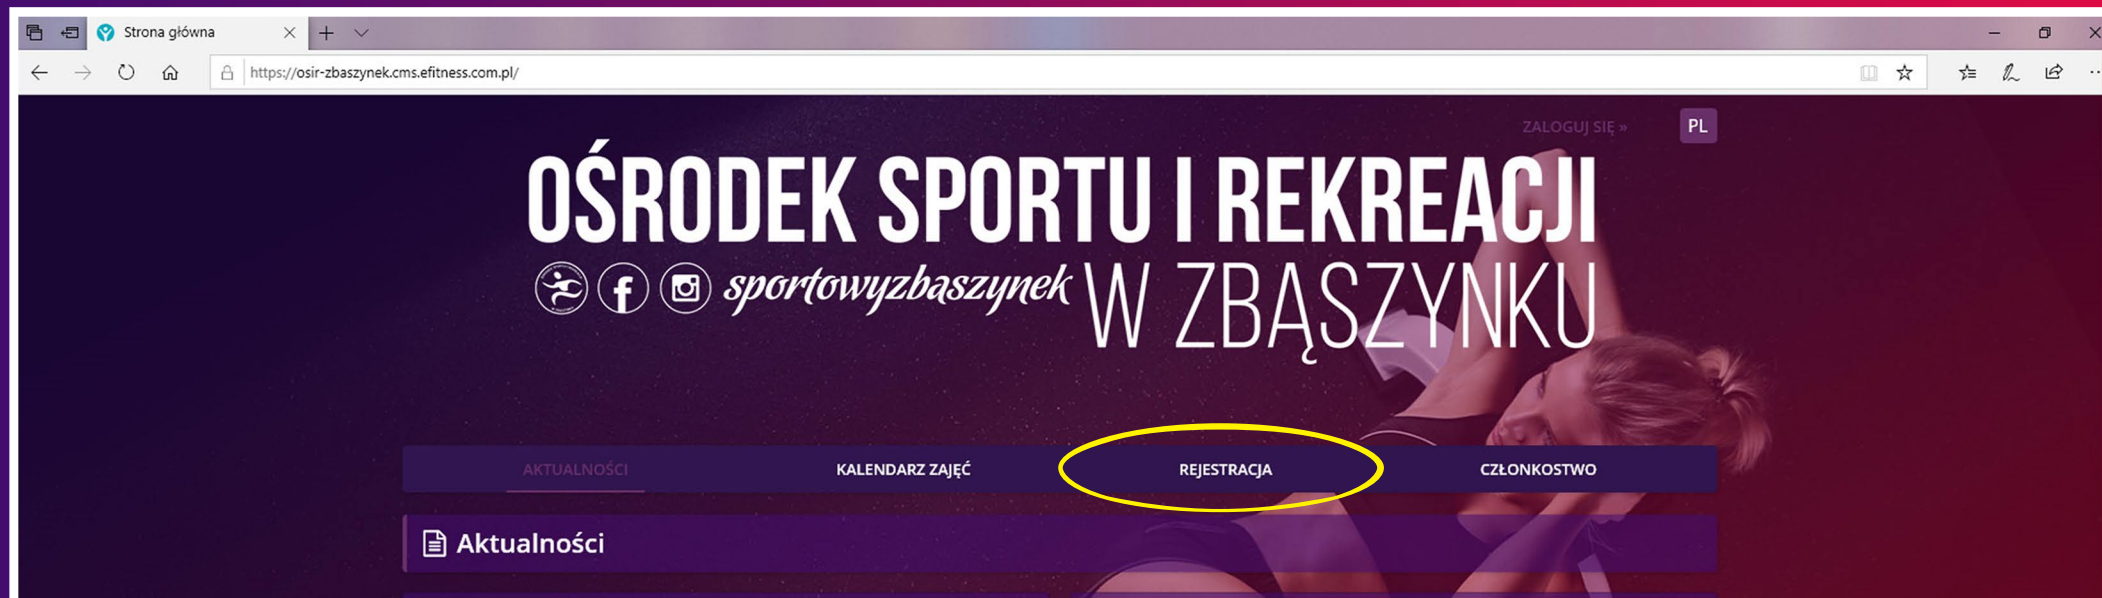 Strona główna
https://osir-zbaszynek.cms.efitness.com.pl/
ZALOGUJ SIĘ »
PL
OŚRODEK SPORTU I REKREACJI
sportowyzbąszynek W ZBĄSZYNKU
AKTUALNOŚCI
KALENDARZ ZAJĘĆ
REJESTRACJA
CZŁONKOSTWO
Aktualności